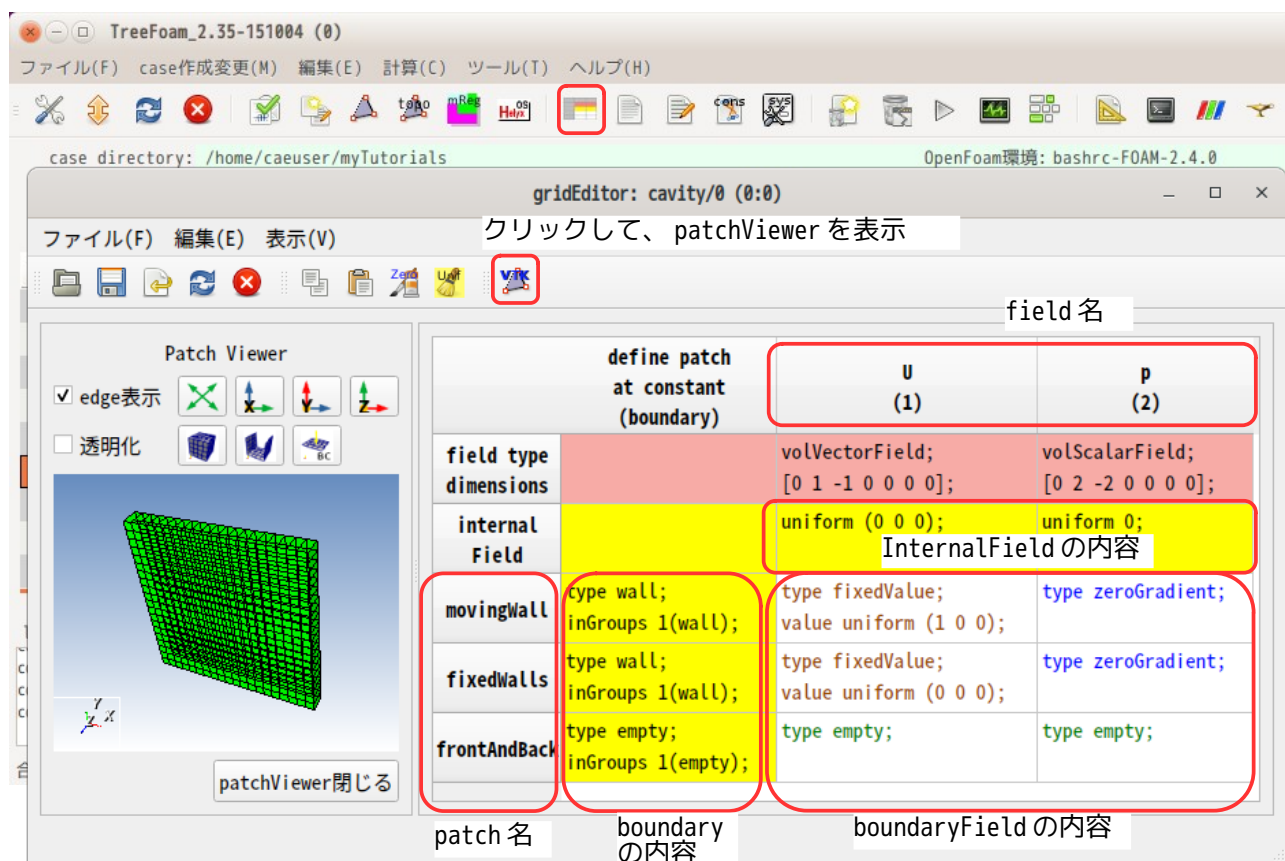 TreeFoam_2.35-151004 (0)
ファイル(F) case作成変更(M) 編集(E) 計算(C) ツール(T) ヘルプ(H)
case directory: /home/caeuser/myTutorials OpenFoam環境: bashrc-FOAM-2.4.0
gridEditor: cavity/0 (0:0)
クリックして、 patchViewer を表示
ファイル(F) 編集(E) 表示(V)
field 名
Patch Viewer
edge表示
透明化
BC
X
Y
Z
Y
X
Z
patchViewer閉じる
define patch
at constant
(boundary)
U
(1)
p
(2)
field type
dimensions
volVectorField;
[0 1 -1 0 0 0 0];
volScalarField;
[0 2 -2 0 0 0 0];
internal
Field
uniform (0 0 0);
uniform 0;
InternalField の内容
movingWall
type wall;
inGroups 1(wall);
type fixedValue;
value uniform (1 0 0);
type zeroGradient;
fixedWalls
type wall;
inGroups 1(wall);
type fixedValue;
value uniform (0 0 0);
type zeroGradient;
frontAndBack
type empty;
inGroups 1(empty);
type empty;
type empty;
patch 名
boundary
の内容
boundaryField の内容